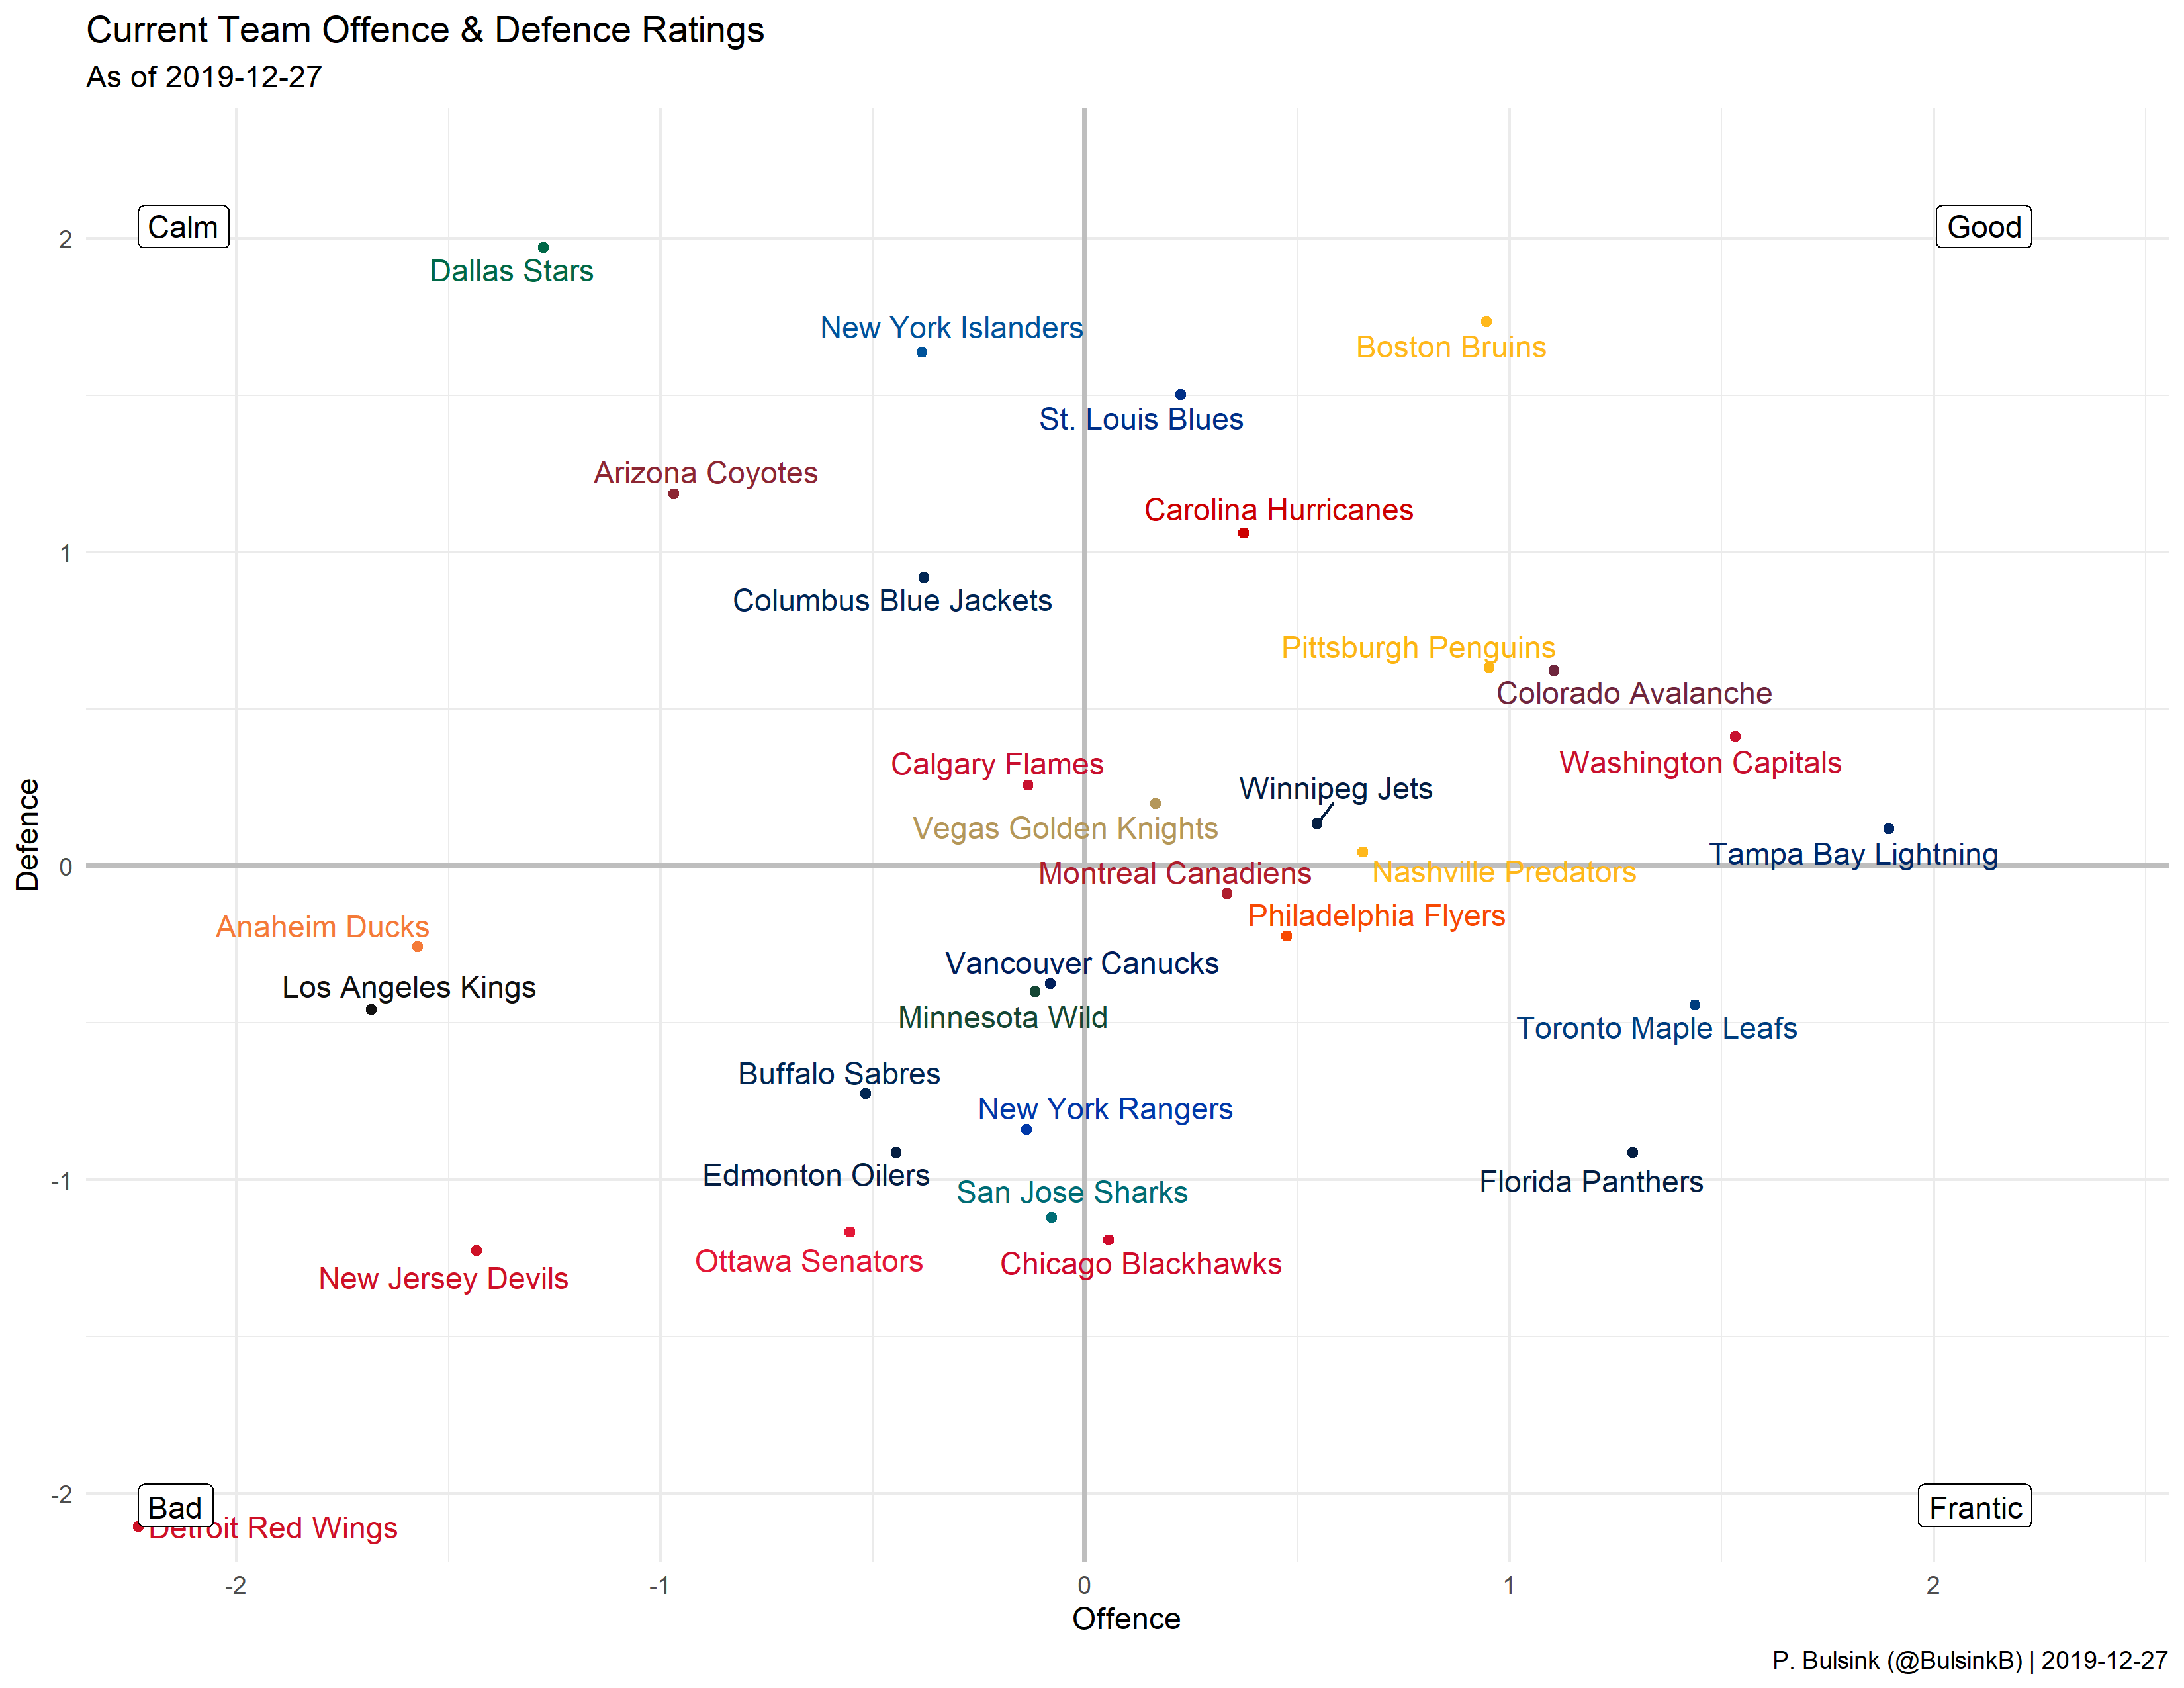 Current Team Offence & Defence Ratings
As of 2019-12-27
Calm
Good
2
Dallas Stars
New York Islanders
Boston Bruins
St. Louis Blues
Arizona Coyotes
Carolina Hurricanes
1
Columbus Blue Jackets
Pittsburgh Penguins
Colorado Avalanche
Washington Capitals
Calgary Flames
Winnipeg Jets
Vegas Golden Knights
Tampa Bay Lightning
Defence
0
Montreal Canadiens
Nashville Predators
Philadelphia Flyers
Anaheim Ducks
Vancouver Canucks
Los Angeles Kings
Minnesota Wild
Toronto Maple Leafs
Buffalo Sabres
New York Rangers
Edmonton Oilers
-1
Florida Panthers
San Jose Sharks
Ottawa Senators
Chicago Blackhawks
New Jersey Devils
-2
Bad
Frantic
Detroit Red Wings
-2
-1
0
1
2
Offence
P. Bulsink (@BulsinkB) | 2019-12-27